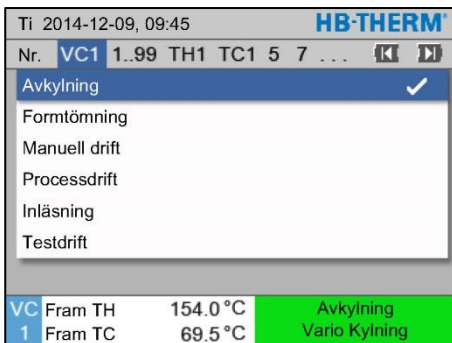 Ti 2014-12-09, 09:45 HB-THERM
Nr. VC1 1..99 TH1 TC1 5 7 ...
Avkylning
Formtömning
Manuell drift
Processdrift
Inläsning
Testdrift
VC Fram TH 154.0 °C Avkylning
1 Fram TC 69.5 °C Vario Kylning